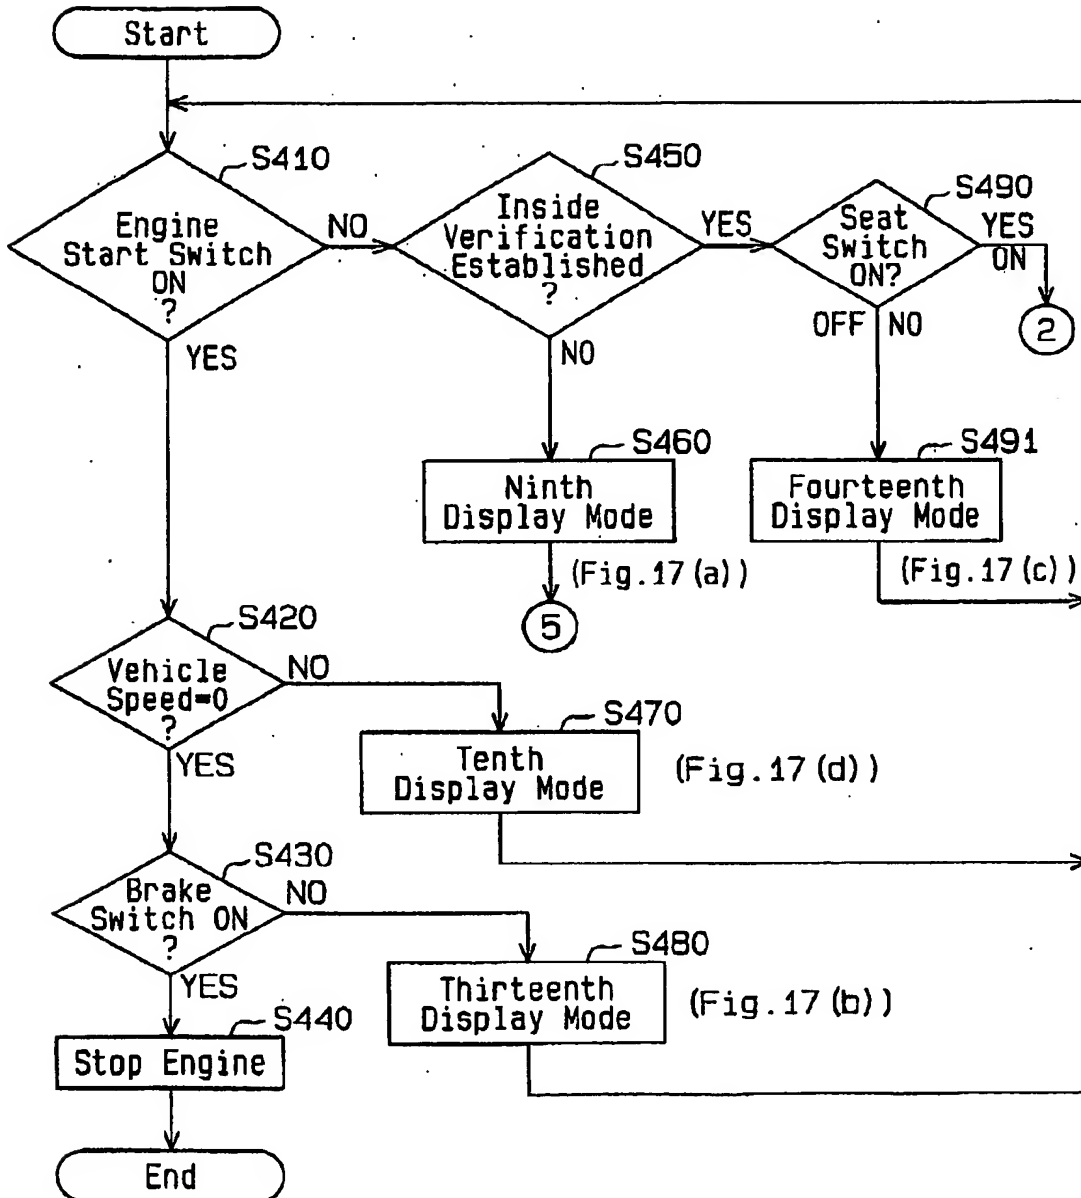 Start
S410
Engine
Start Switch
ON
?
NO
YES
S450
Inside
Verification
Established
?
YES
NO
S490
Seat
Switch
ON?
YES
ON
2
OFF NO
S460
Ninth
Display Mode
(Fig.17(a))
5
S491
Fourteenth
Display Mode
(Fig.17(c))
S420
Vehicle
Speed=0
?
NO
YES
S470
Tenth
Display Mode
(Fig.17(d))
S430
Brake
Switch ON
?
NO
YES
S480
Thirteenth
Display Mode
(Fig.17(b))
S440
Stop Engine
End